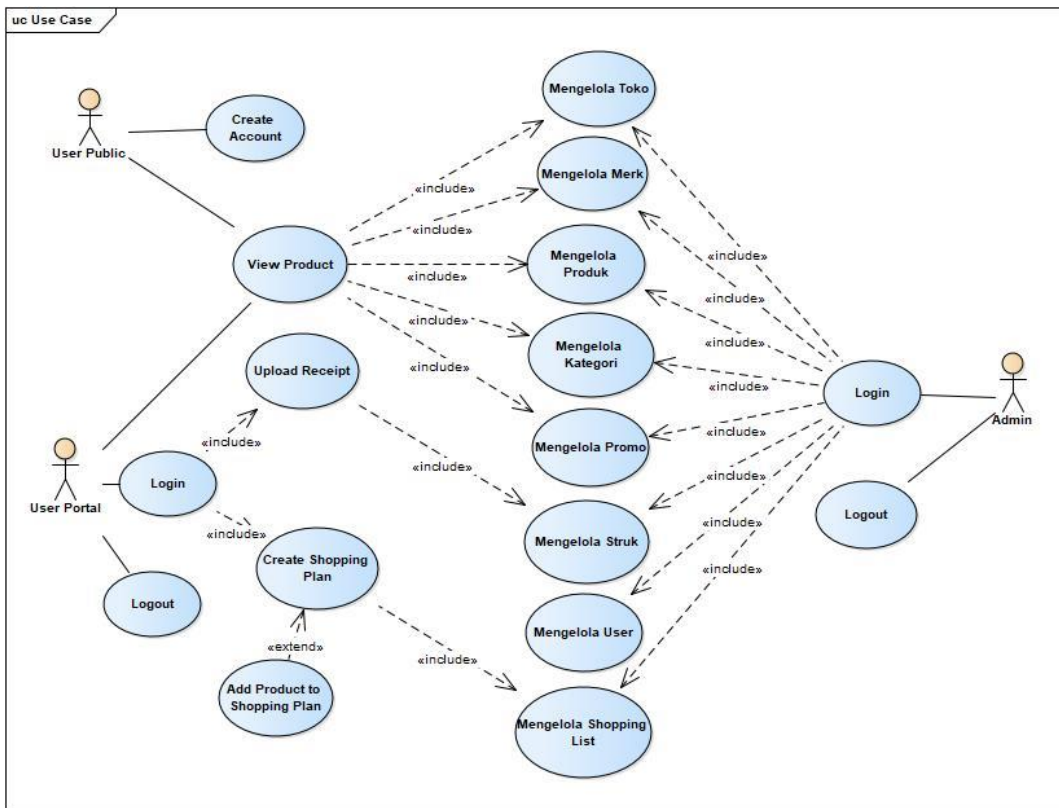 uc Use Case
User Public
Create
Account
View Product
Upload Receipt
User Portal
Login
Logout
Create Shopping
Plan
Add Product to
Shopping Plan
«include»
«include»
«extend»
«include»
«include»
«include»
«include»
«include»
«include»
«include»
Mengelola Toko
Mengelola Merk
Mengelola
Produk
Mengelola
Kategori
Mengelola Promo
Mengelola Struk
Mengelola User
Mengelola Shopping
List
«include»
«include»
«include»
«include»
«include»
«include»
«include»
«include»
Login
Admin
Logout